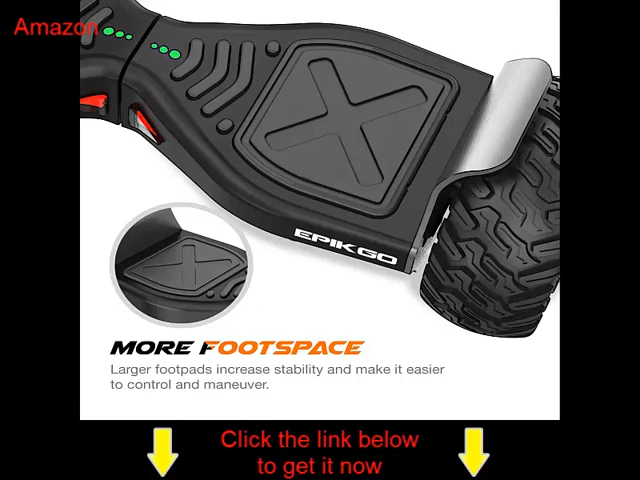 Amazon
EPIKGO
MORE FOOTSPACE
Larger footpads increase stability and make it easier
to control and maneuver.
Click the link below
to get it now